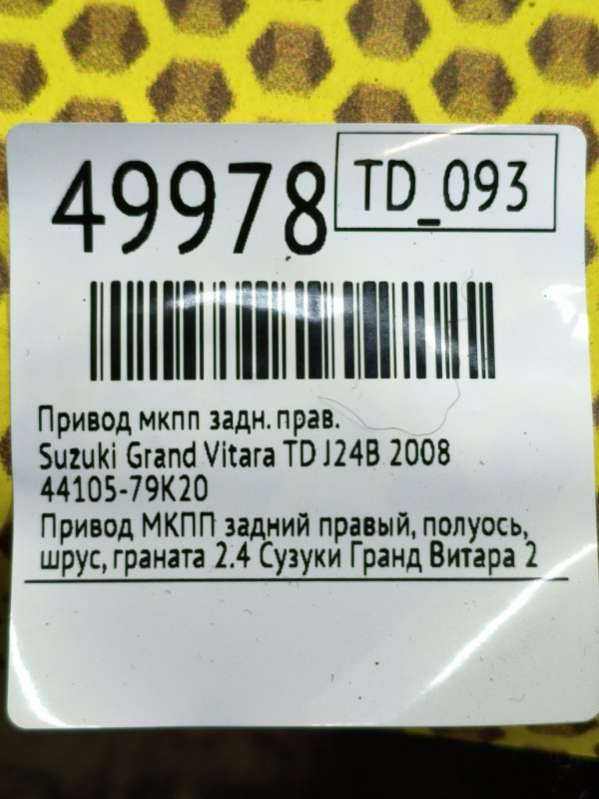 49978
TD_093
Привод мкпп задн. прав.
Suzuki Grand Vitara TD J24B 2008
44105-79K20
Привод МКПП задний правый, полуось,
шрус, граната 2.4 Сузуки Гранд Витара 2